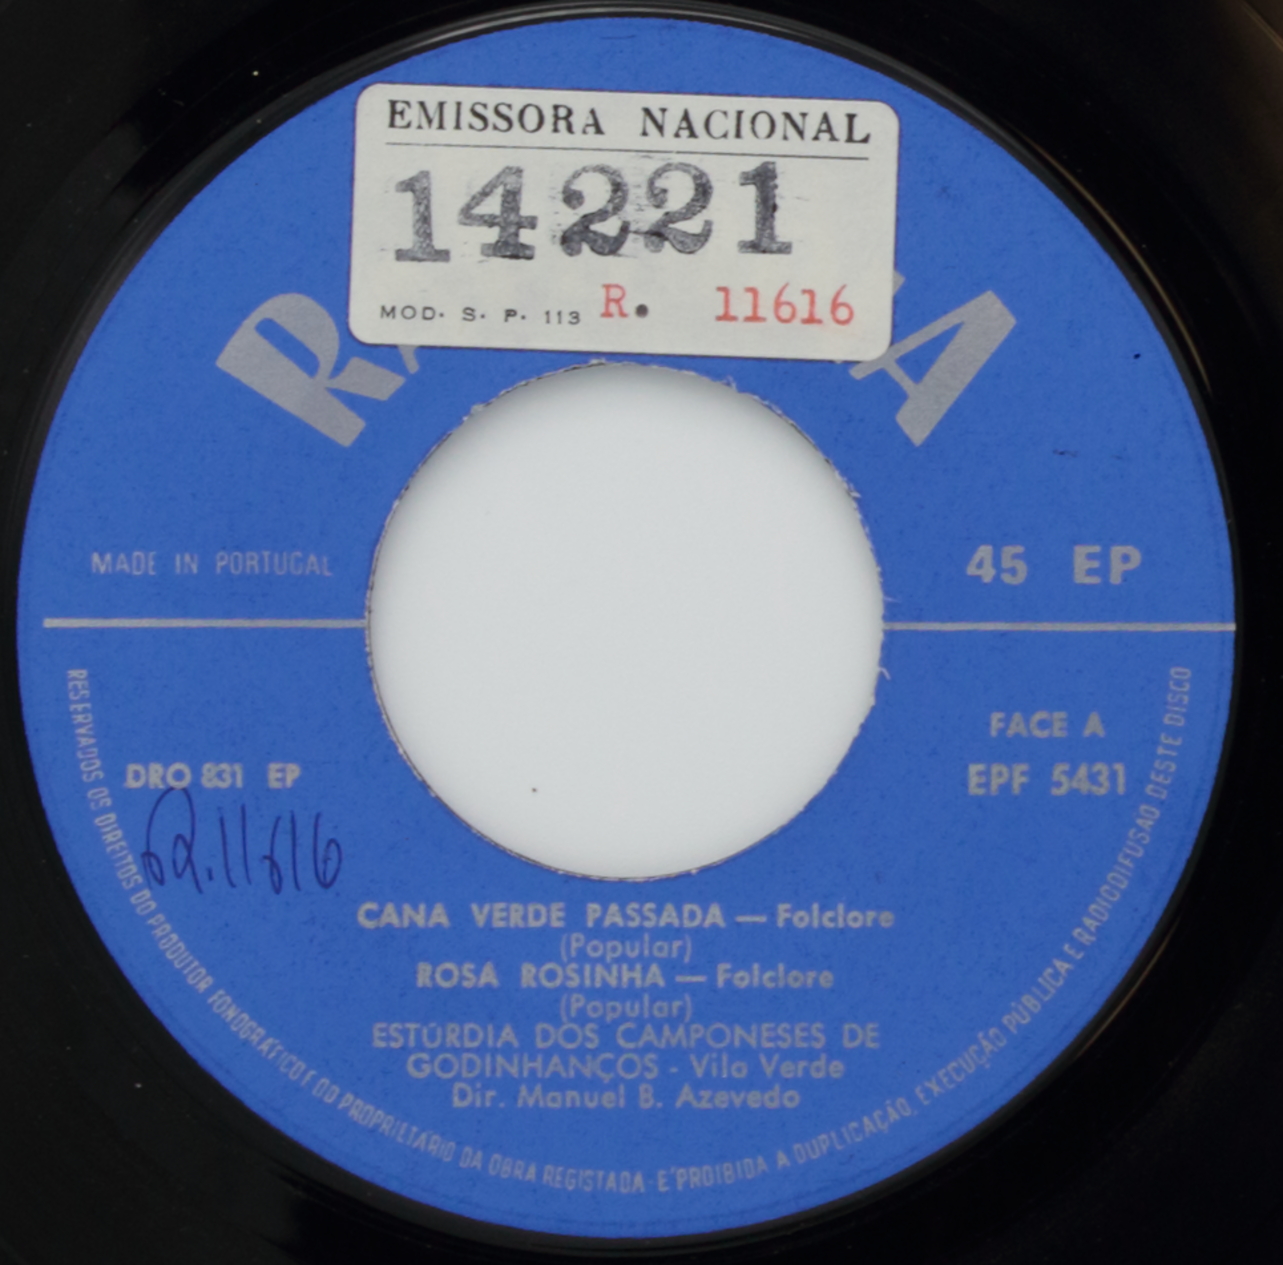 EMISSORA NACIONAL
14221
MOD. S. P. 113 R. 11616
MADE IN PORTUGAL
45 EP
FACE A
DRO 831 EP
EPF 5431
R.11616
CANA VERDE PASSADA — Folclore
(Popular)
ROSA ROSINHA — Folclore
(Popular)
ESTÚRDIA DOS CAMPONESES DE
GODINHANÇOS - Vila Verde
Dir. Manuel B. Azevedo
RESERVADOS OS DIREITOS DO PRODUTOR FONOGRÁFICO E DO PROPRILTÁRIO DA OBRA REGISTADA - E' PROIBIDA A DUPLICAÇÃO, EXECUÇÃO PÚBLICA E RADIODIFUSÃO DESTE DISCO